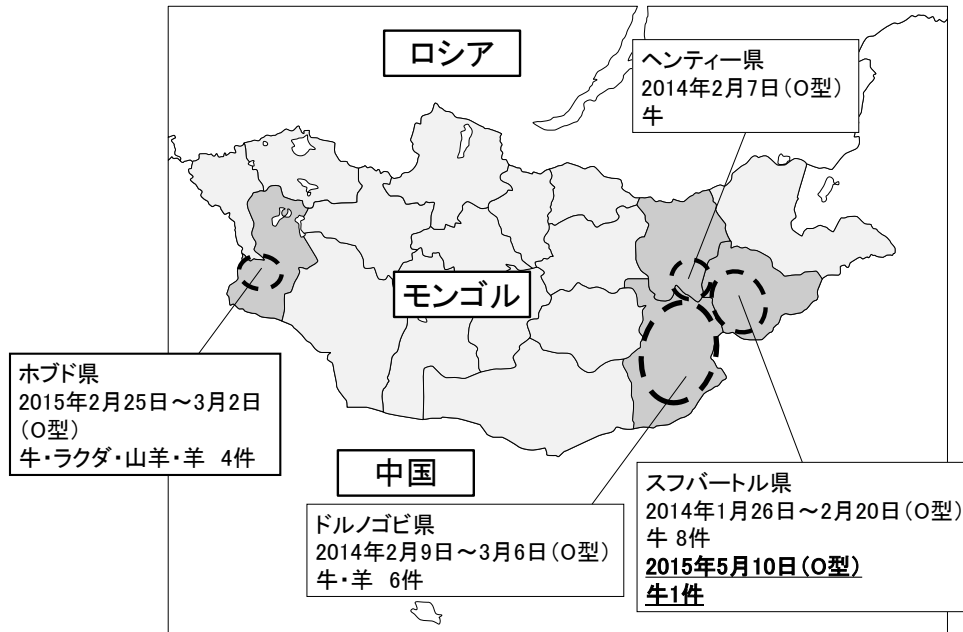 ロシア
ヘンティー県
2014年2月7日(O型)
牛
モンゴル
ホブド県
2015年2月25日～3月2日
(O型)
牛・ラクダ・山羊・羊 4件
中国
ドルノゴビ県
2014年2月9日～3月6日(O型)
牛・羊 6件
スフバートル県
2014年1月26日～2月20日(O型)
牛 8件
2015年5月10日(O型)
牛1件